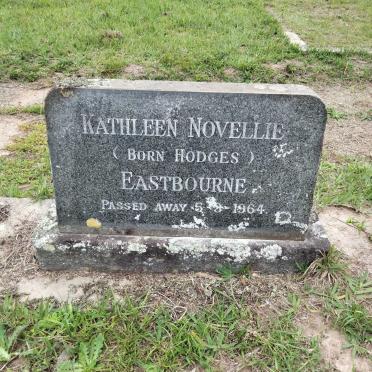 KATHLEEN NOVELLIE
( BORN HODGES )
EASTBOURNE
PASSED AWAY 5 1964